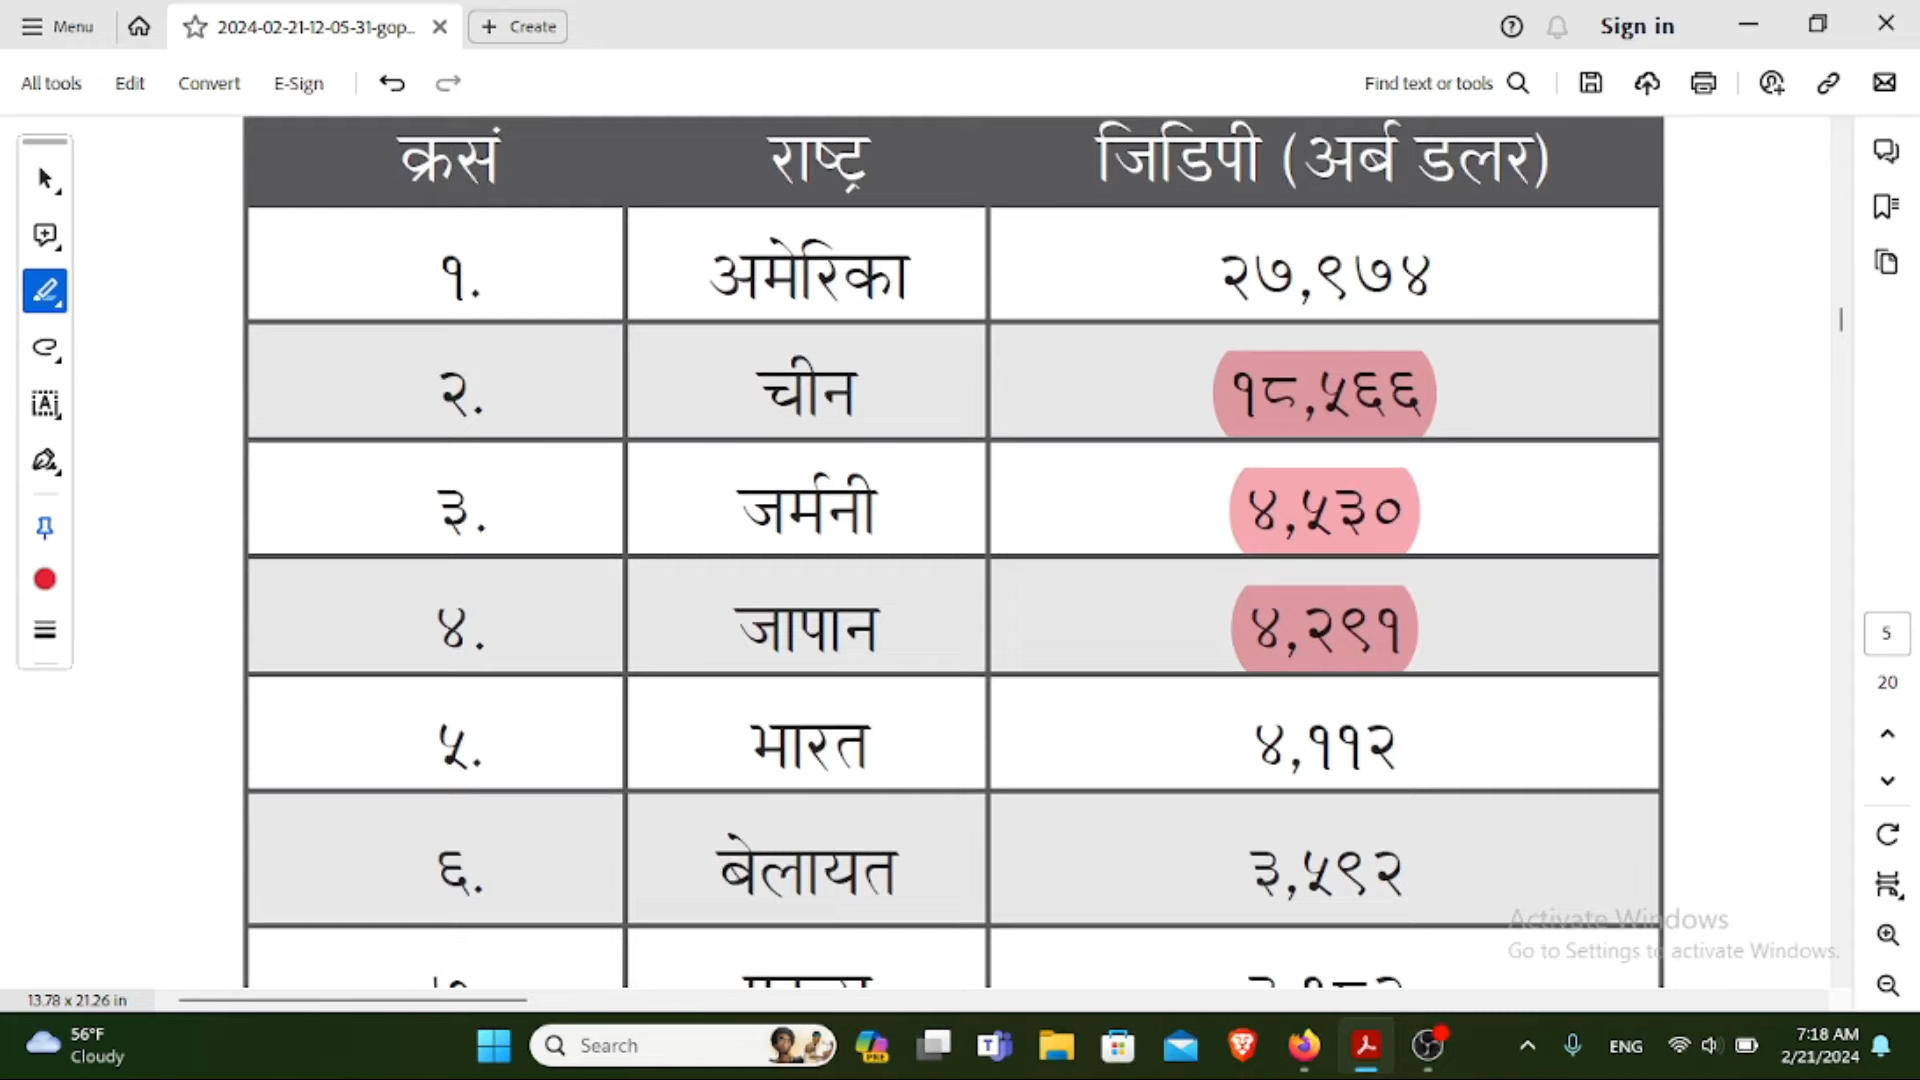 Menu 2024-02-21-12-05-31-gop... Create Sign in
All tools Edit Convert E-Sign Find text or tools
क्रसं राष्ट्र जिडिपी (अर्ब डलर)
१. अमेरिका २७,९७४
२. चीन १८,५६६
३. जर्मनी ४,५३०
४. जापान ४,२९१
५. भारत ४,११२
६. बेलायत ३,५९२
5
20
Activate Windows
Go to Settings to activate Windows.
13.78 x 21.26 in
56°F
Cloudy
Search
PRE
ENG
7:18 AM
2/21/2024